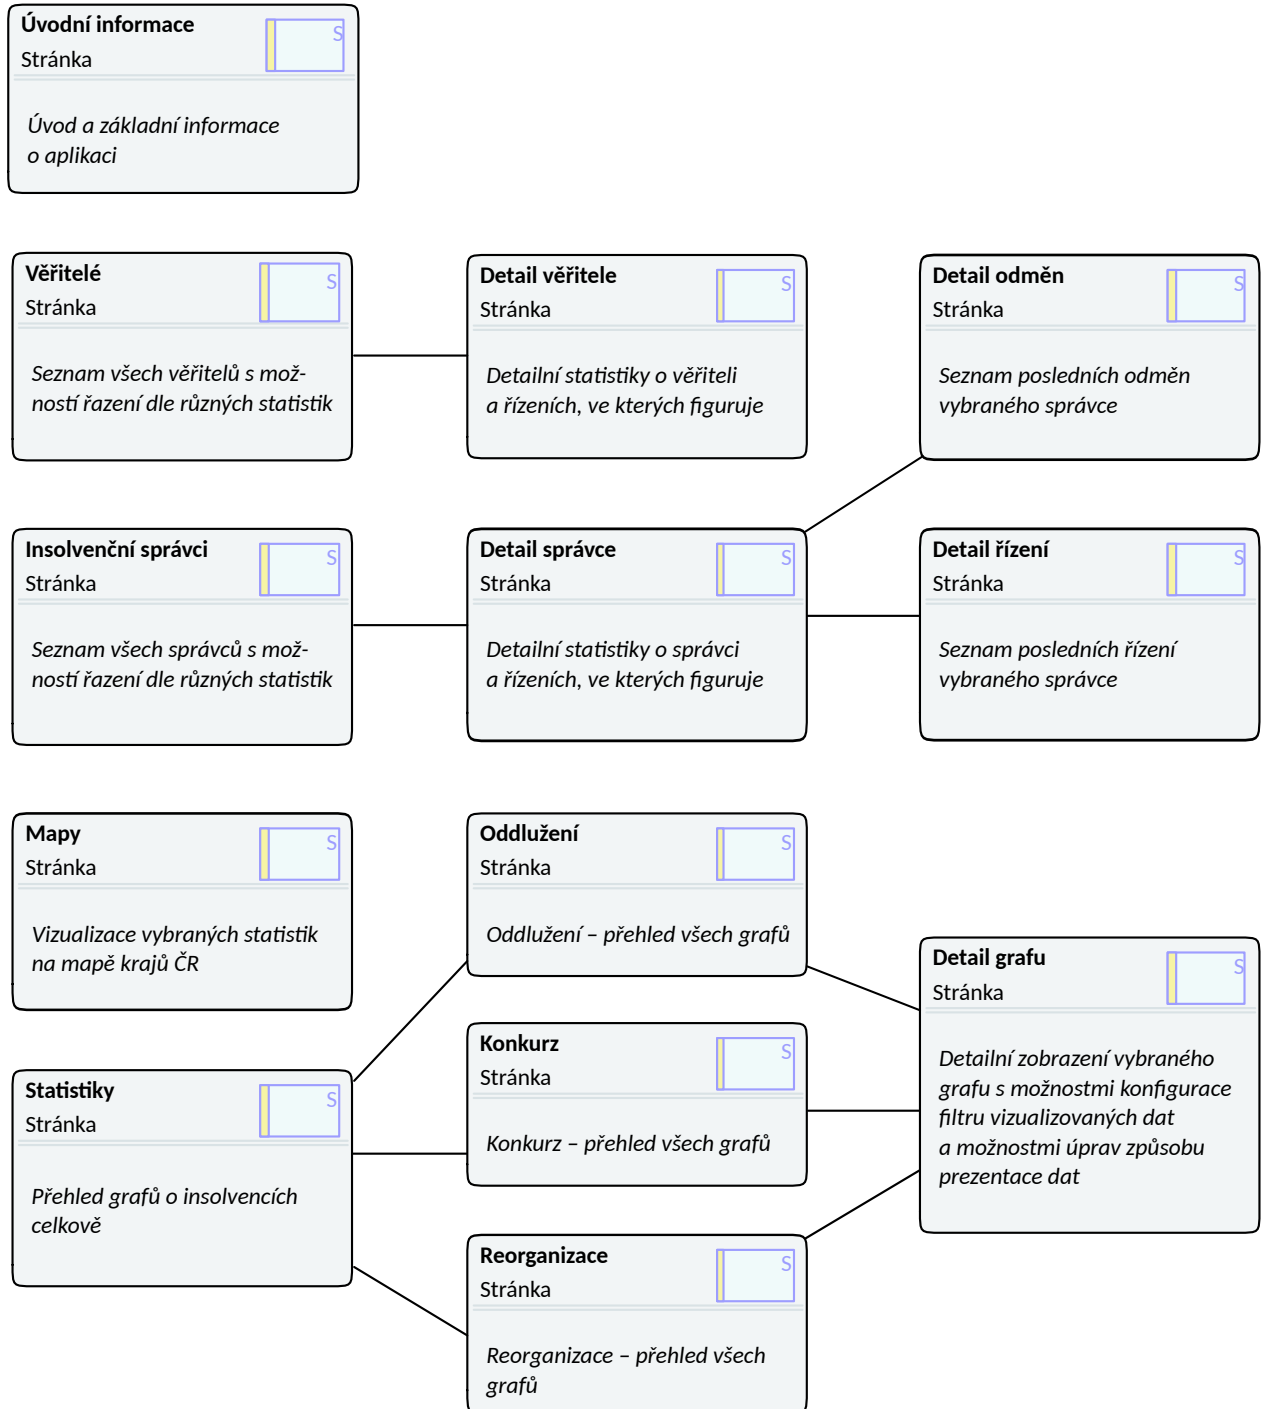 Úvodní informace
S
Stránka
Úvod a základní informace
o aplikaci
Věřitelé
S
Stránka
Seznam všech věřitelů s mož-
ností řazení dle různých statistik
Detail věřitele
S
Stránka
Detailní statistiky o věřiteli
a řízeních, ve kterých figuruje
Detail odměn
S
Stránka
Seznam posledních odměn
vybraného správce
Insolvenční správci
S
Stránka
Seznam všech správců s mož-
ností řazení dle různých statistik
Detail správce
S
Stránka
Detailní statistiky o správci
a řízeních, ve kterých figuruje
Detail řízení
S
Stránka
Seznam posledních řízení
vybraného správce
Mapy
S
Stránka
Vizualizace vybraných statistik
na mapě krajů ČR
Oddlužení
S
Stránka
Oddlužení – přehled všech grafů
Detail grafu
S
Stránka
Detailní zobrazení vybraného
grafu s možnostmi konfigurace
filtru vizualizovaných dat
a možnostmi úprav způsobu
prezentace dat
Konkurz
S
Stránka
Konkurz – přehled všech grafů
Statistiky
S
Stránka
Přehled grafů o insolvencích
celkově
Reorganizace
S
Stránka
Reorganizace – přehled všech
grafů